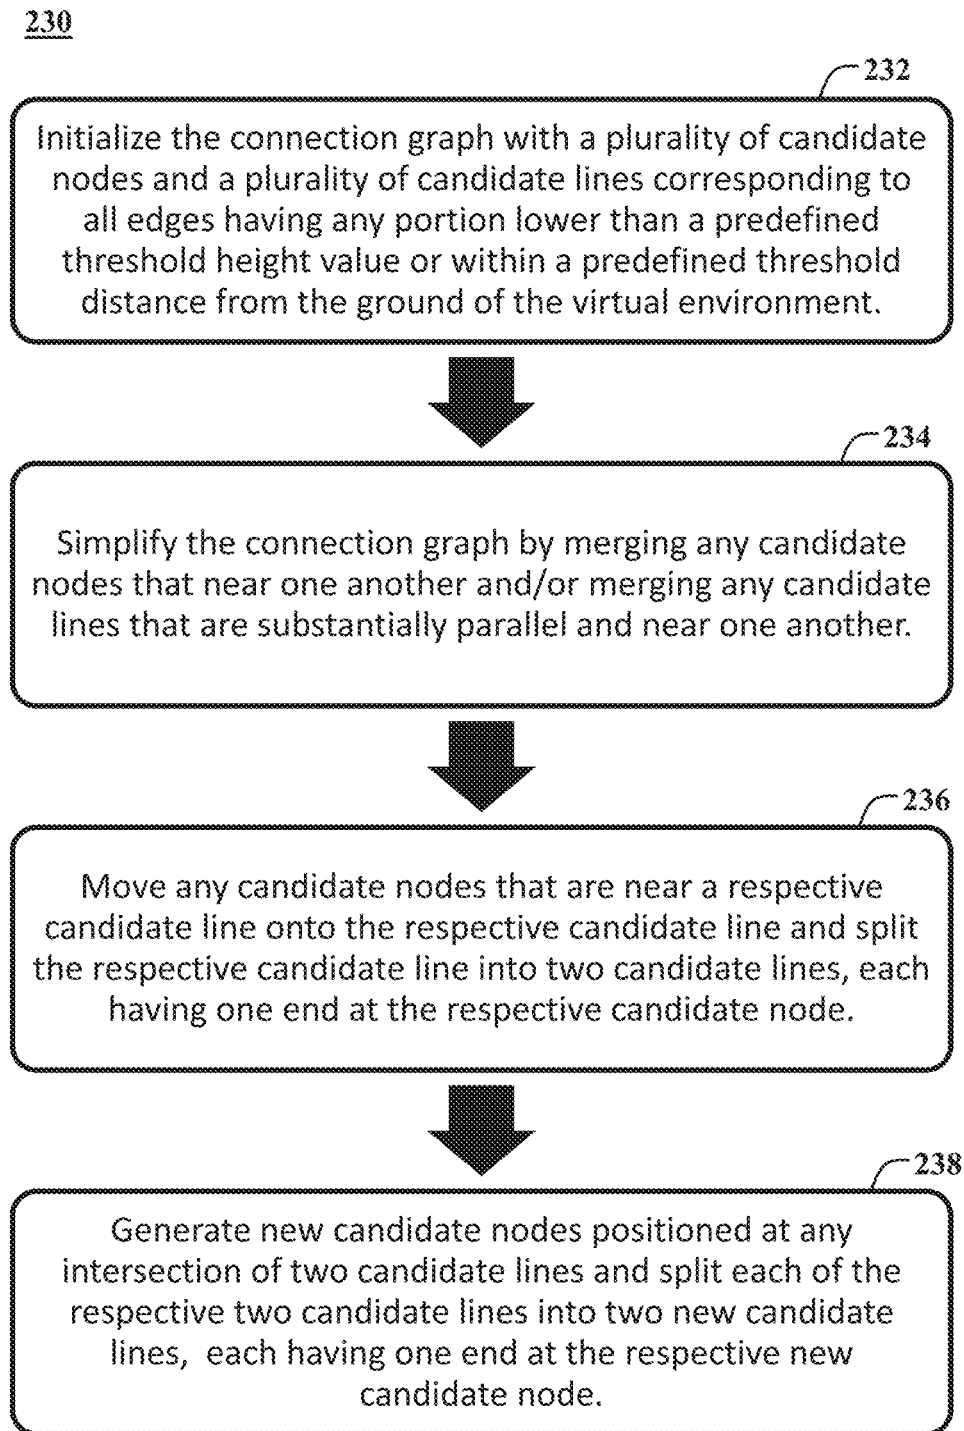 230
232
Initialize the connection graph with a plurality of candidate
nodes and a plurality of candidate lines corresponding to
all edges having any portion lower than a predefined
threshold height value or within a predefined threshold
distance from the ground of the virtual environment.
234
Simplify the connection graph by merging any candidate
nodes that near one another and/or merging any candidate
lines that are substantially parallel and near one another.
236
Move any candidate nodes that are near a respective
candidate line onto the respective candidate line and split
the respective candidate line into two candidate lines, each
having one end at the respective candidate node.
238
Generate new candidate nodes positioned at any
intersection of two candidate lines and split each of the
respective two candidate lines into two new candidate
lines,  each having one end at the respective new
candidate node.